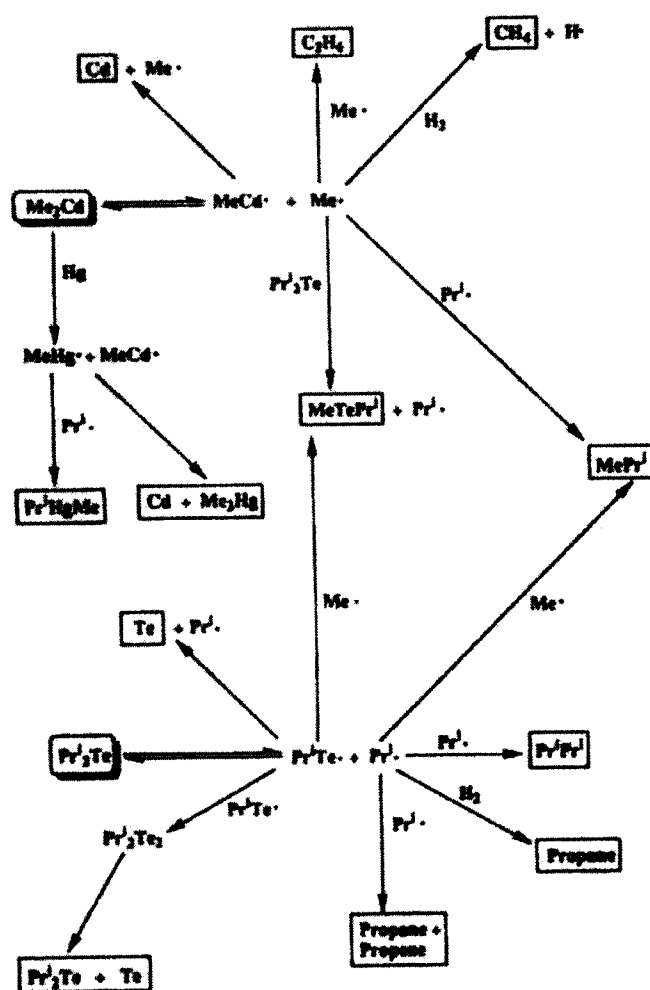 C₂H₆
CH₄ + H·
Cd + Me·
Me·
H₂
Me₂Cd
MeCd· + Me·
Hg
Prⁱ₂Te
Prⁱ·
MeHg· + MeCd·
MeTePrⁱ + Prⁱ·
Prⁱ·
MePrⁱ
PrⁱHgMe
Cd + Me₂Hg
Me·
Me·
Te + Prⁱ·
Prⁱ₂Te
PrⁱTe· + Prⁱ·
Prⁱ·
PrⁱPrⁱ
PrⁱTe·
H₂
Prⁱ₂Te₂
Prⁱ·
Propane
Propane +
Propene
Prⁱ₂Te + Te